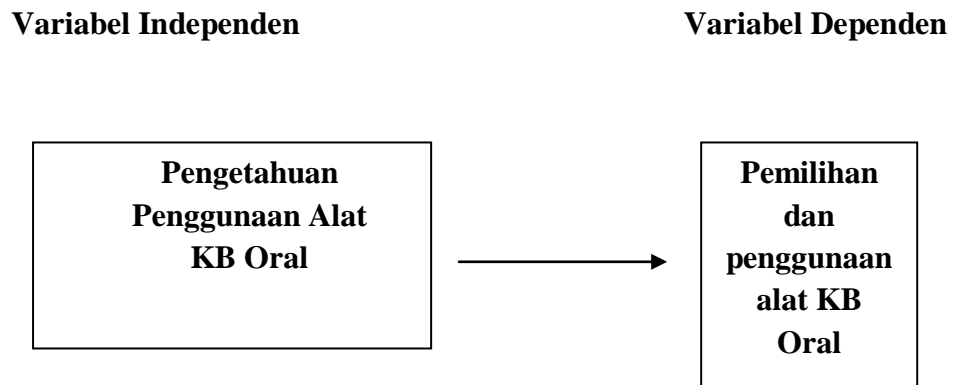 Variabel Independen
Variabel Dependen
Pengetahuan
Penggunaan Alat
KB Oral
Pemilihan
dan
penggunaan
alat KB
Oral